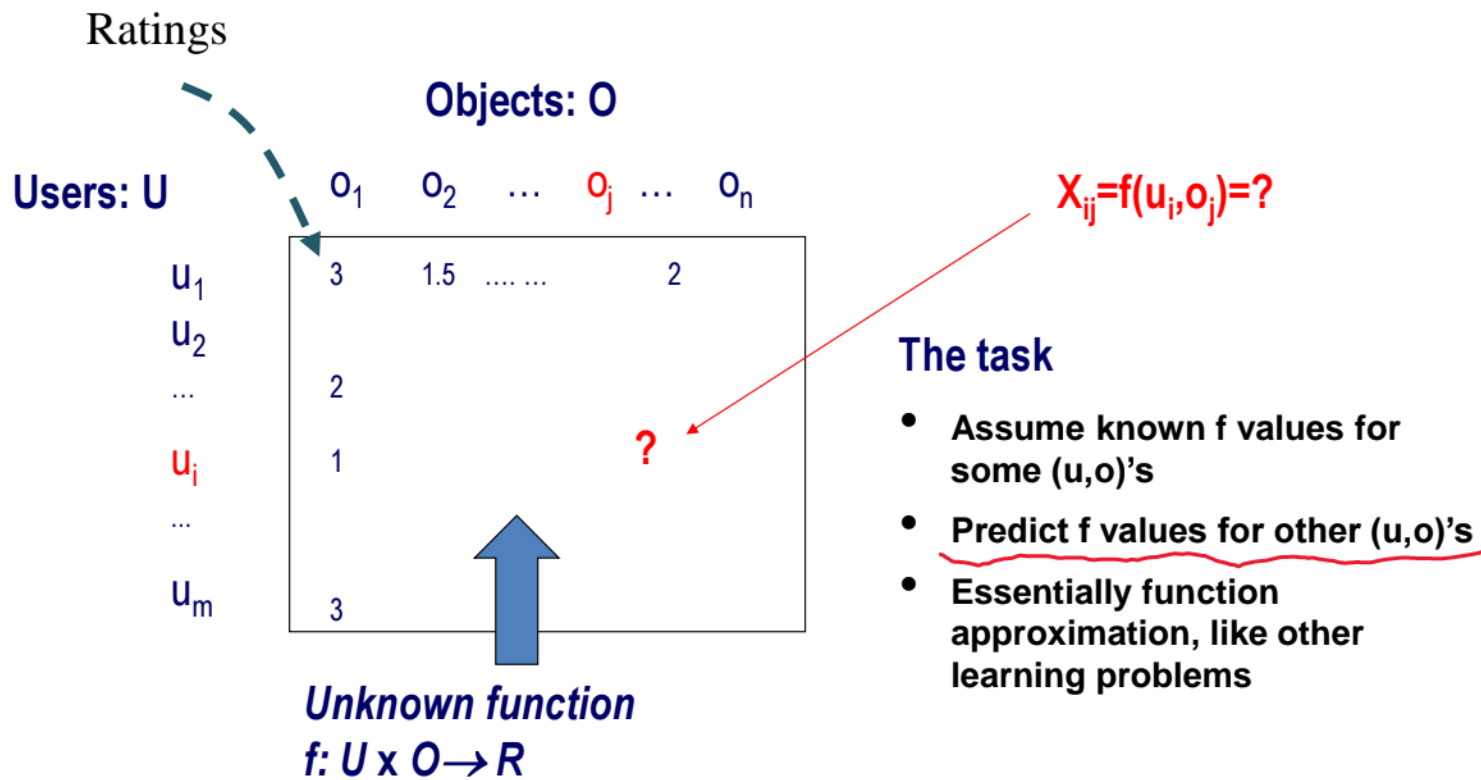 Ratings
Objects: O
Users: U
o₁ o₂ … oⱼ … oₙ
Xᵢⱼ=f(uᵢ,oⱼ)=?
u₁ 3 1.5 .... ... 2
u₂
... 2
uᵢ 1 ?
...
uₘ 3
Unknown function
f: U x O→ R
The task
• Assume known f values for
some (u,o)'s
• Predict f values for other (u,o)'s
• Essentially function
approximation, like other
learning problems